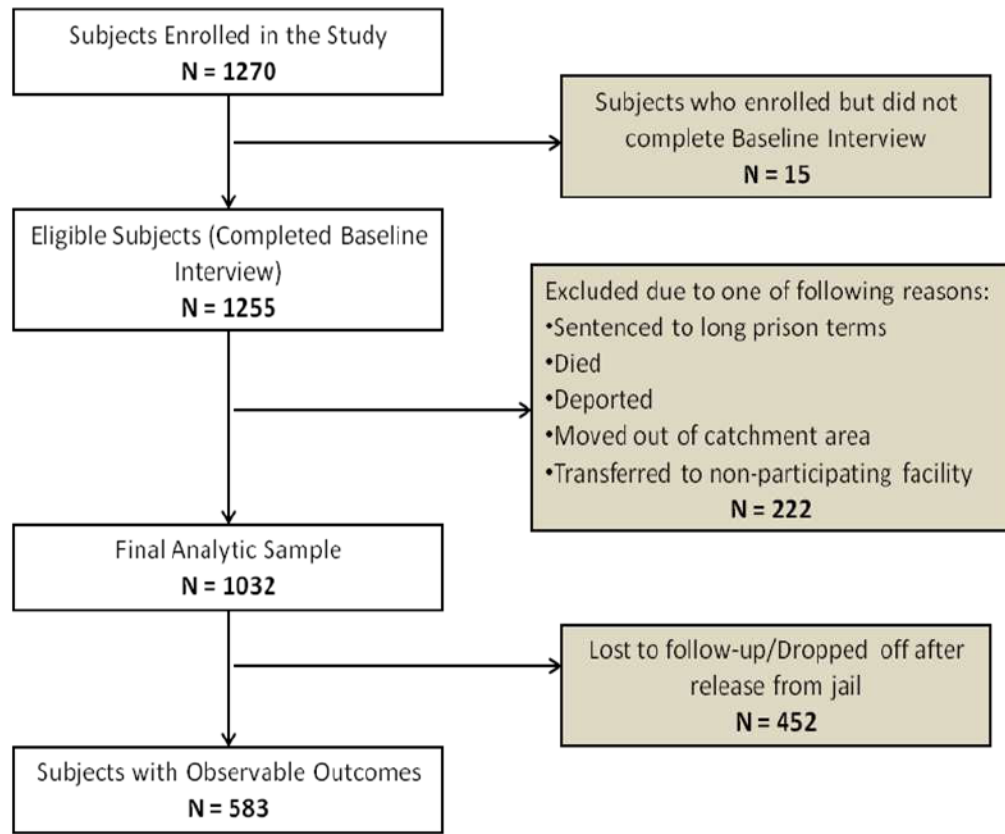 Subjects Enrolled in the Study
N = 1270
Subjects who enrolled but did not
complete Baseline Interview
N = 15
Eligible Subjects (Completed Baseline
Interview)
N = 1255
Excluded due to one of following reasons:
•Sentenced to long prison terms
•Died
•Deported
•Moved out of catchment area
•Transferred to non-participating facility
N = 222
Final Analytic Sample
N = 1032
Lost to follow-up/Dropped off after
release from jail
N = 452
Subjects with Observable Outcomes
N = 583